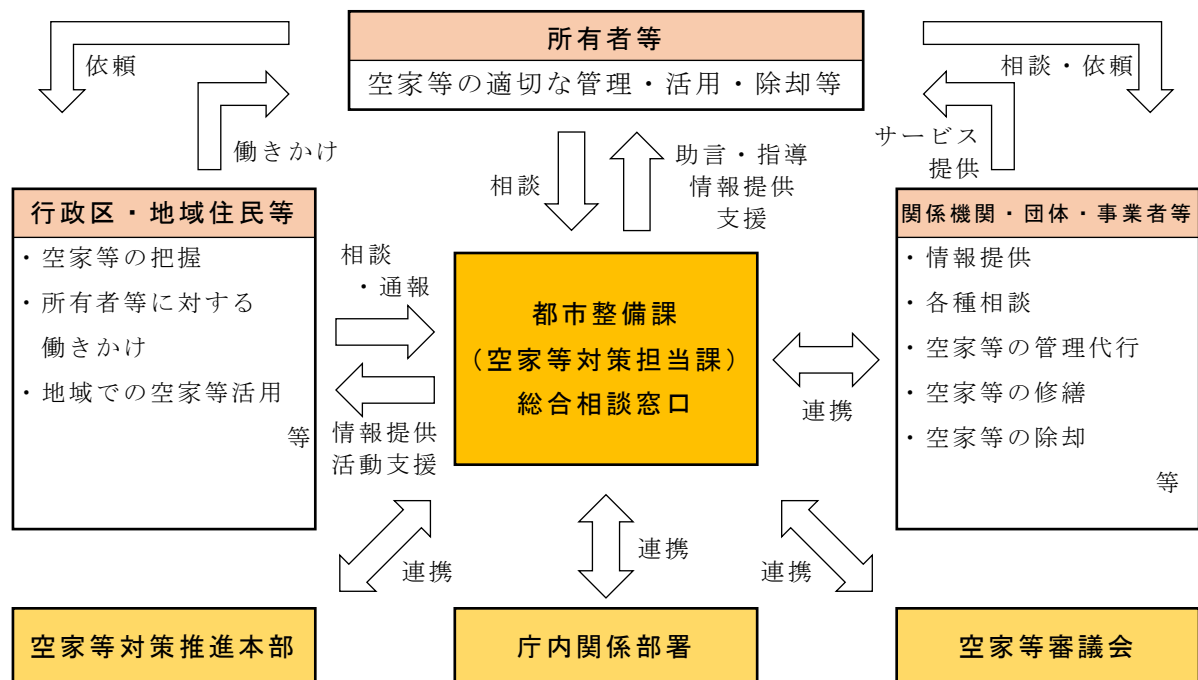 所有者等
空家等の適切な管理・活用・除却等
依頼
働きかけ
相談・依頼
サービス
提供
相談
助言・指導
情報提供
支援
行政区・地域住民等
・空家等の把握
・所有者等に対する
働きかけ
・地域での空家等活用
等
相談
・通報
情報提供
活動支援
都市整備課
（空家等対策担当課）
総合相談窓口
連携
関係機関・団体・事業者等
・情報提供
・各種相談
・空家等の管理代行
・空家等の修繕
・空家等の除却
等
連携
連携
連携
空家等対策推進本部
庁内関係部署
空家等審議会